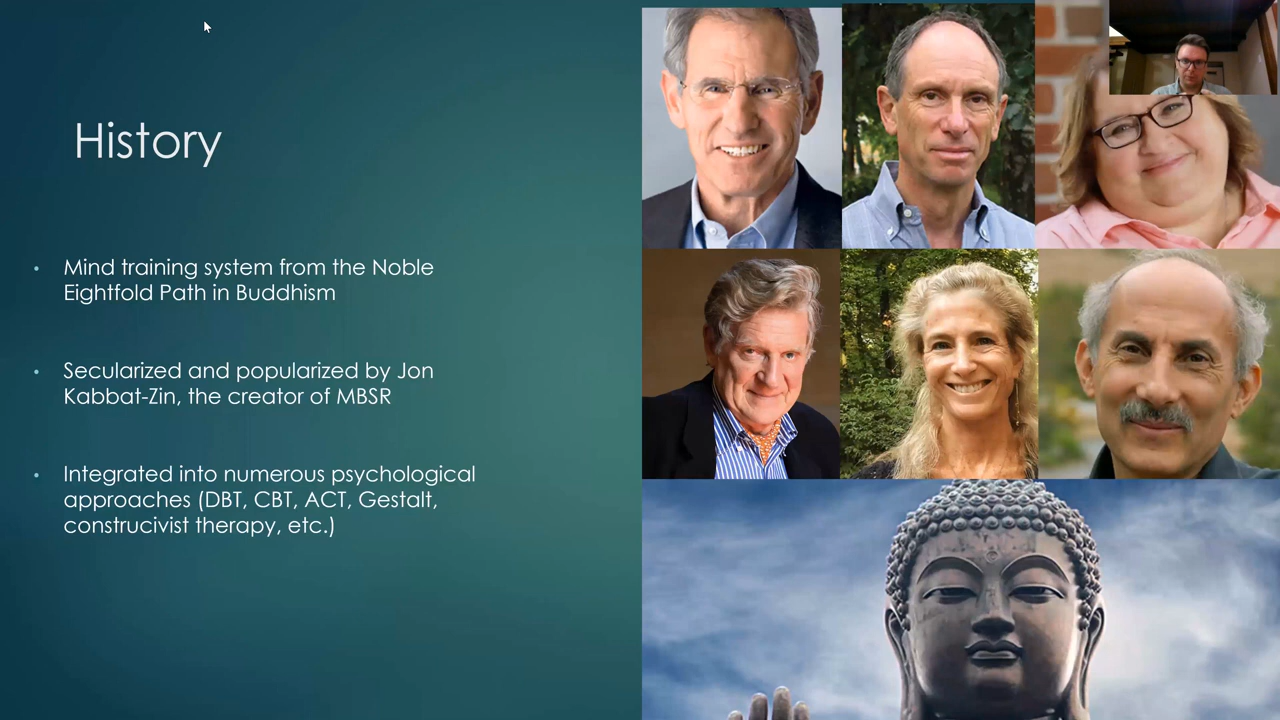 History
Mind training system from the Noble
Eightfold Path in Buddhism
Secularized and popularized by Jon
Kabbat-Zin, the creator of MBSR
Integrated into numerous psychological
approaches (DBT, CBT, ACT, Gestalt,
construcivist therapy, etc.)